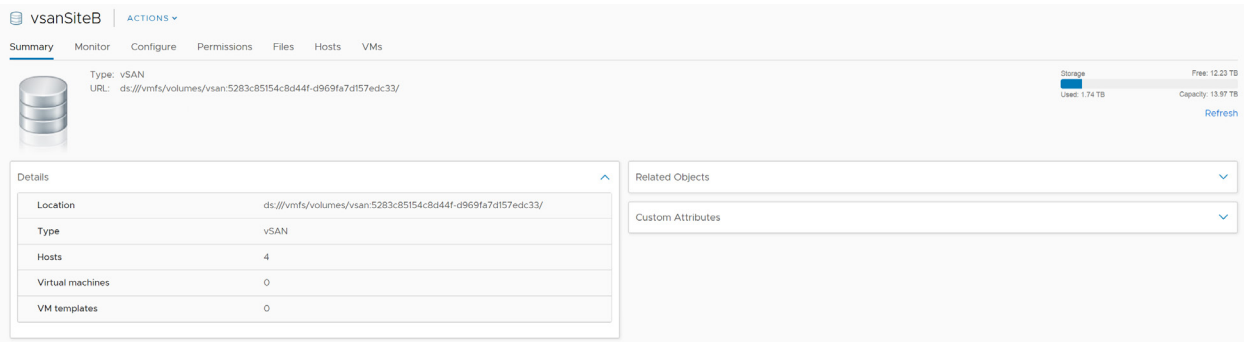 vsanSiteB ACTIONS
Summary Monitor Configure Permissions Files Hosts VMs
Type: vSAN
URL: ds:///vmfs/volumes/vsan:5283c85154c8d44f-d969fa7d157edc33/
Storage Free: 12.23 TB
Used: 1.74 TB Capacity: 13.97 TB
Refresh
Details
Location ds:///vmfs/volumes/vsan:5283c85154c8d44f-d969fa7d157edc33/
Type vSAN
Hosts 4
Virtual machines 0
VM templates 0
Related Objects
Custom Attributes